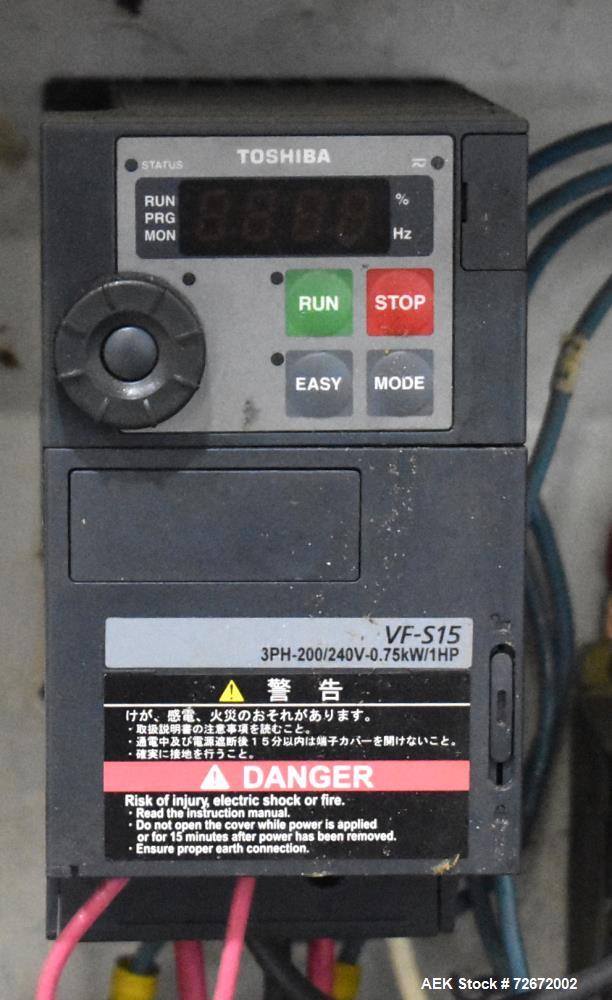 STATUS TOSHIBA R
RUN %
PRG
MON Hz
RUN STOP
EASY MODE
VF-S15
3PH-200/240V-0.75kW/1HP
警 告
けが、感電、火災のおそれがあります。
・取扱説明書の注意事項を読むこと。
・通電中及び電源遮断後15分以内は端子カバーを開けないこと。
・確実に接地を行うこと。
DANGER
Risk of injury, electric shock or fire.
・Read the instruction manual.
・Do not open the cover while power is applied
or for 15 minutes after power has been removed.
・Ensure proper earth connection.
AEK Stock # 72672002